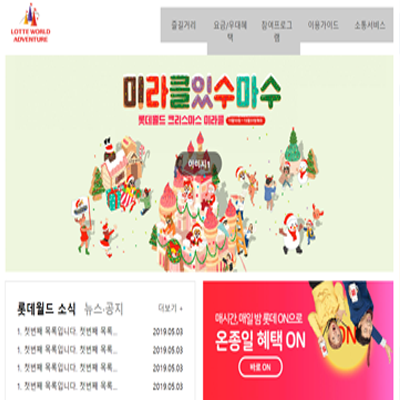 LOTTE WORLD
ADVENTURE
즐길거리
요금/우대혜
택
참여프로그
램
이용가이드
소통서비스
미라클있수마수
롯데월드 크리스마스 미라클
이미지1
롯데월드 소식 뉴스·공지 더보기 +
1. 첫번째 목록입니다. 첫번째 목록... 2019.05.03
1. 첫번째 목록입니다. 첫번째 목록... 2019.05.03
1. 첫번째 목록입니다. 첫번째 목록... 2019.05.03
1. 첫번째 목록입니다. 첫번째 목록... 2019.05.03
매시간, 매일 밤 롯데 ON으로
온종일 혜택 ON
바로 ON
ON